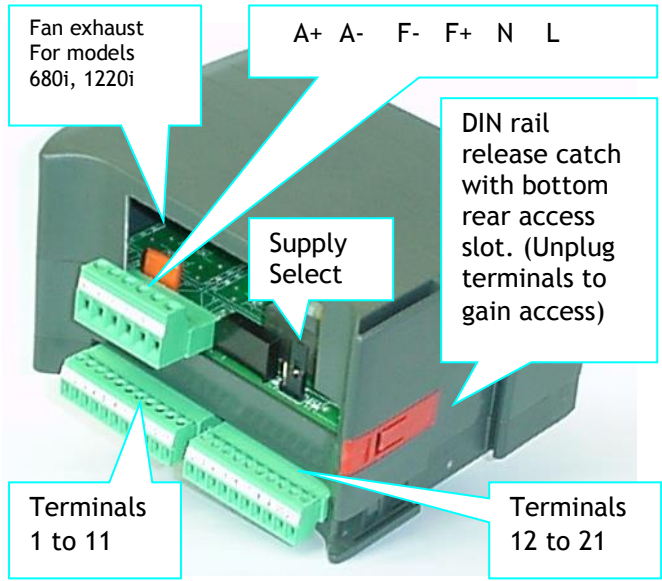 Fan exhaust
For models
680i, 1220i
A+ A- F- F+ N L
DIN rail
release catch
with bottom
rear access
slot. (Unplug
terminals to
gain access)
Supply
Select
Terminals
1 to 11
Terminals
12 to 21